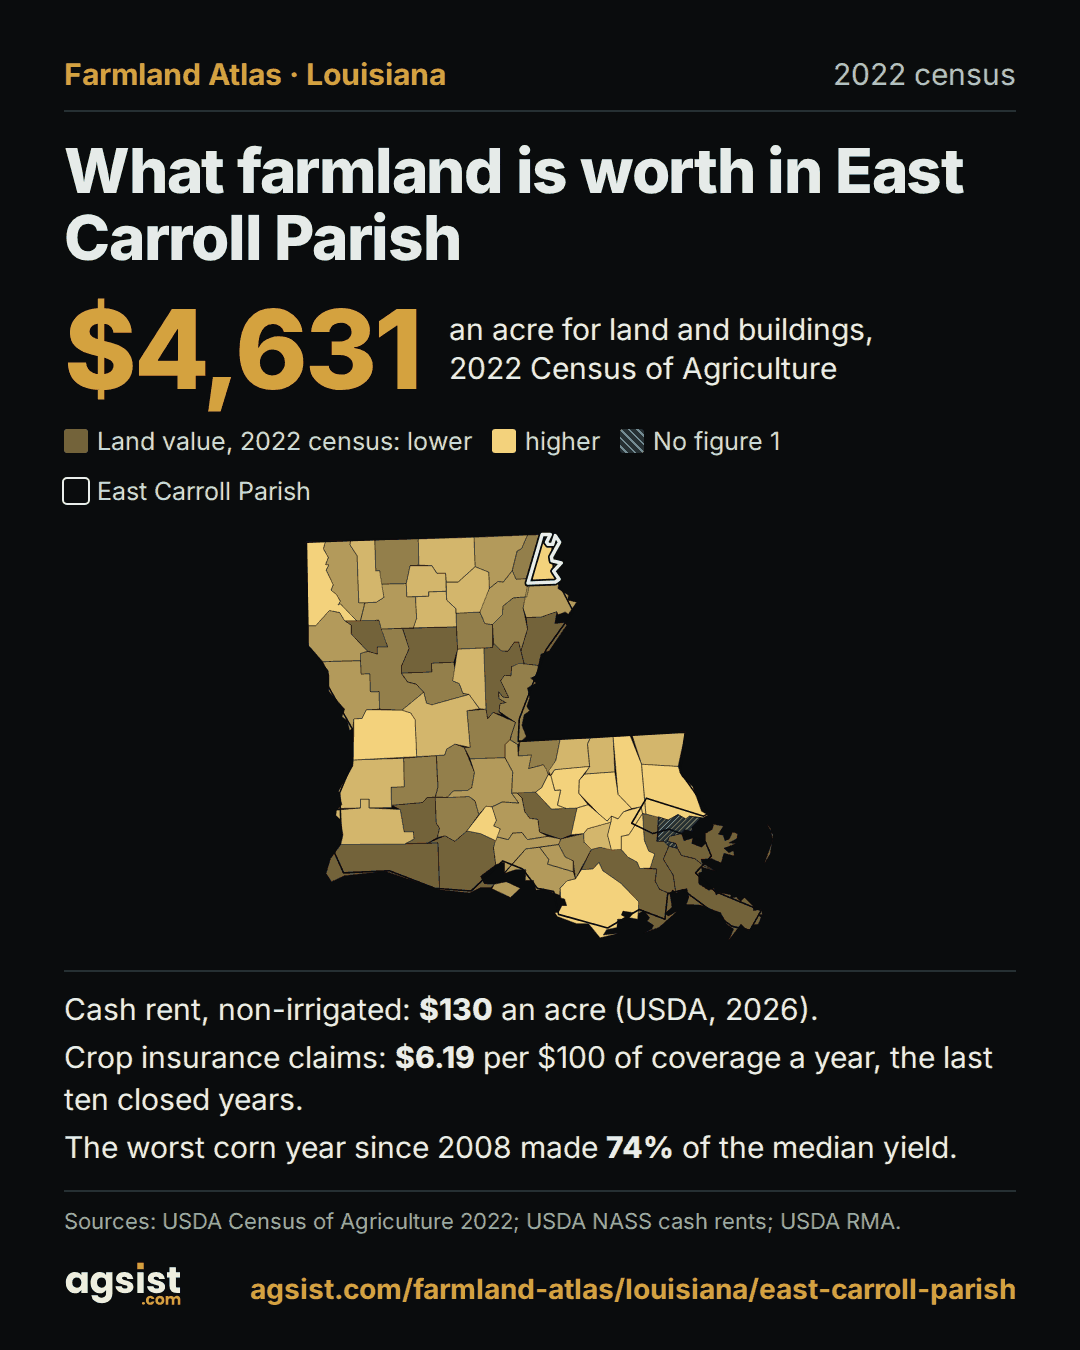 Farmland Atlas · Louisiana
2022 census
What farmland is worth in East
Carroll Parish
$4,631
an acre for land and buildings,
2022 Census of Agriculture
Land value, 2022 census: lower
higher
No figure 1
East Carroll Parish
Cash rent, non-irrigated: $130 an acre (USDA, 2026).
Crop insurance claims: $6.19 per $100 of coverage a year, the last
ten closed years.
The worst corn year since 2008 made 74% of the median yield.
Sources: USDA Census of Agriculture 2022; USDA NASS cash rents; USDA RMA.
agsist
.com
agsist.com/farmland-atlas/louisiana/east-carroll-parish